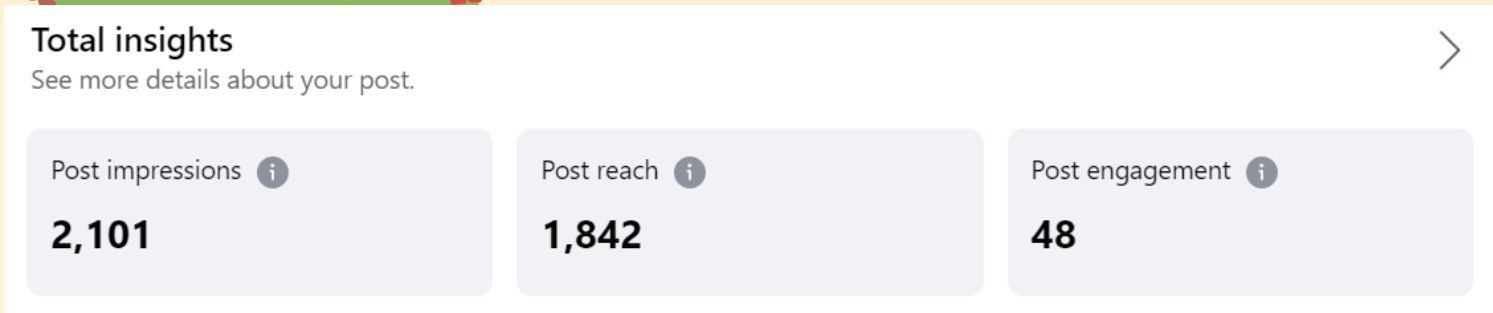 Total insights
See more details about your post.
Post impressions
2,101
Post reach
1,842
Post engagement
48